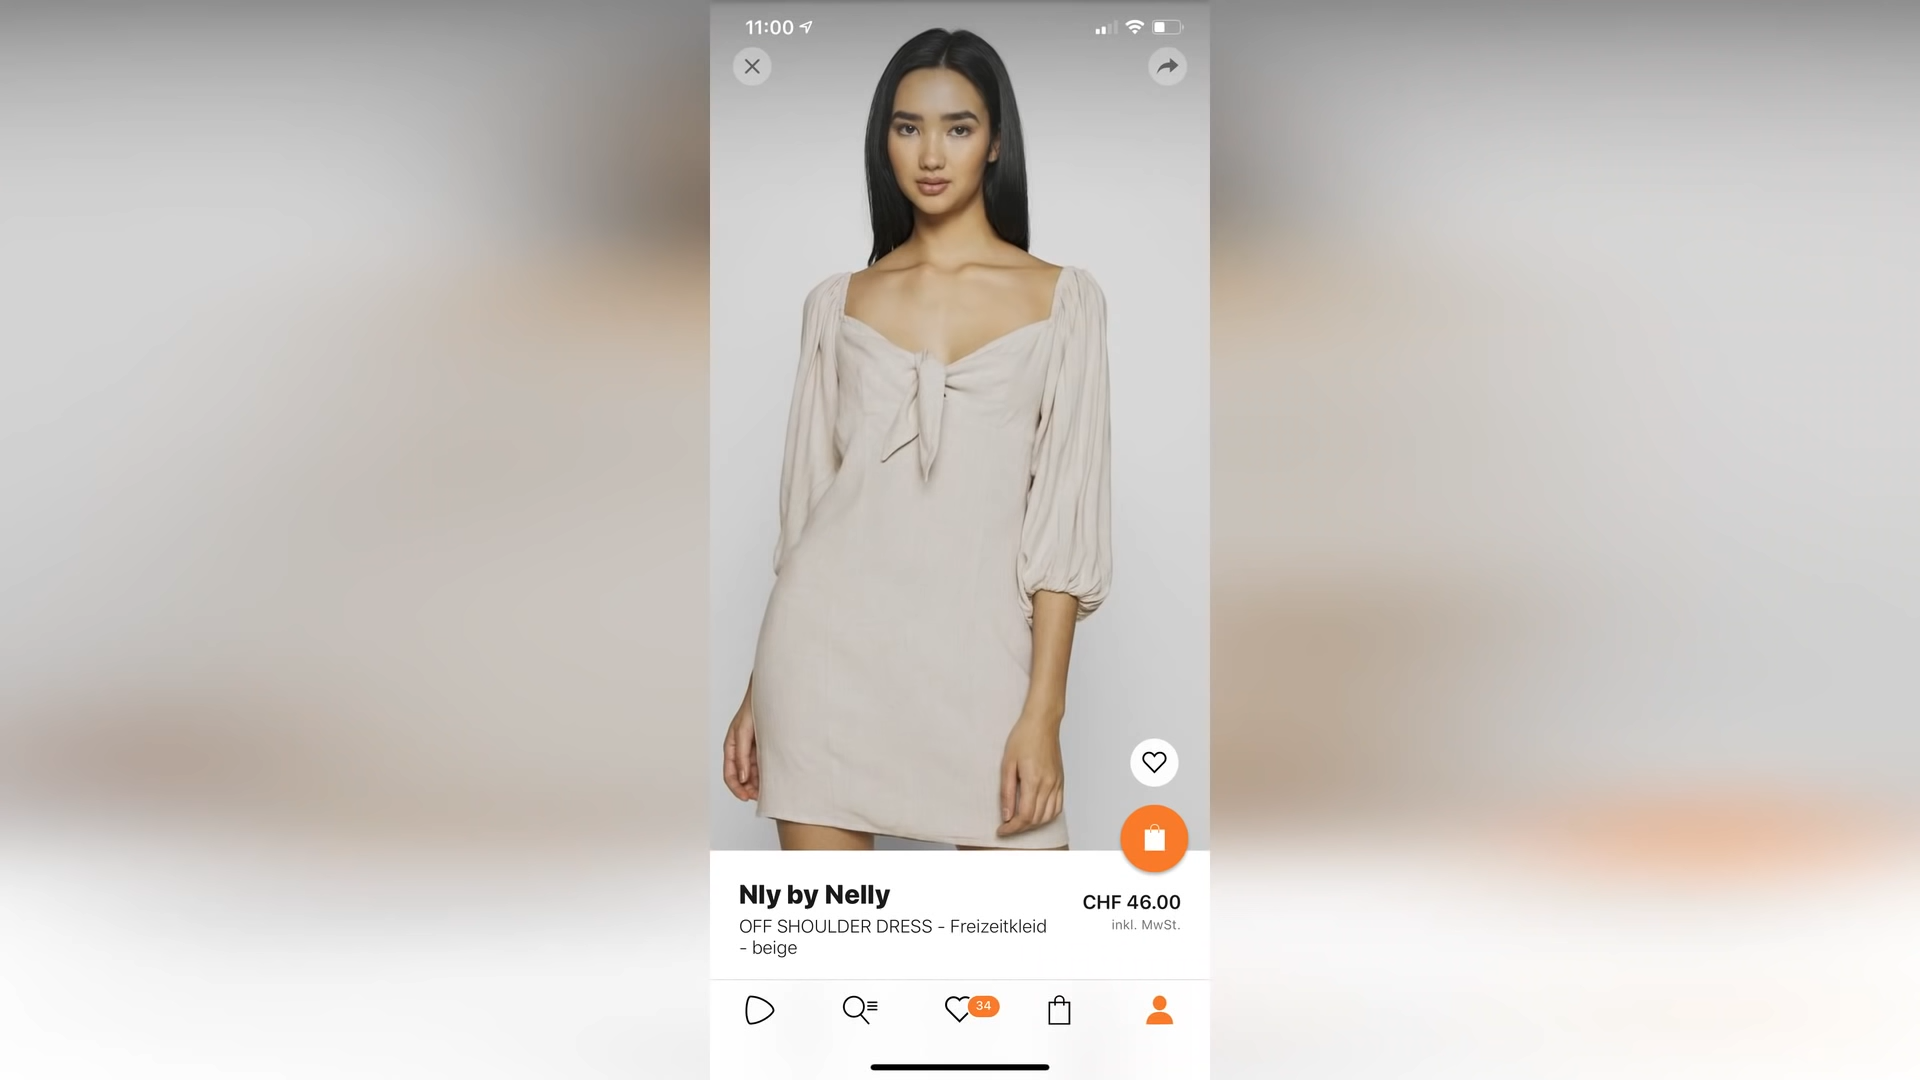 11:00
Nly by Nelly
CHF 46.00
OFF SHOULDER DRESS - Freizeitkleid
- beige
inkl. MwSt.
34